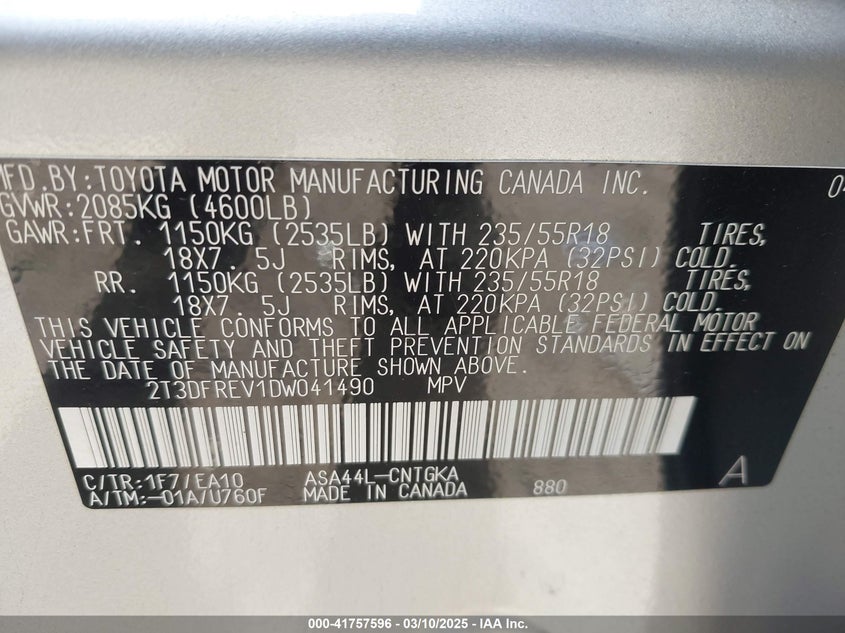 MFD.BY:TOYOTA MOTOR MANUFACTURING CANADA INC. 04
GVWR:2085KG (4600LB)
GAWR:FRT. 1150KG (2535LB) WITH 235/55R18 TIRES,
18X7. 5J RIMS, AT 220KPA (32PSI) COLD.
RR. 1150KG (2535LB) WITH 235/55R18 TIRES,
18X7. 5J RIMS, AT 220KPA (32PSI) COLD.
THIS VEHICLE CONFORMS TO ALL APPLICABLE FEDERAL MOTOR
VEHICLE SAFETY AND THEFT PREVENTION STANDARDS IN EFFECT ON
THE DATE OF MANUFACTURE SHOWN ABOVE.
2T3DFREV1DW041490 MPV
C/TR:1F7/EA10 ASA44L-CNTGKA
A/TM:-01A/U760F MADE IN CANADA 880 A
000-41757596 - 03/10/2025 - IAA Inc.